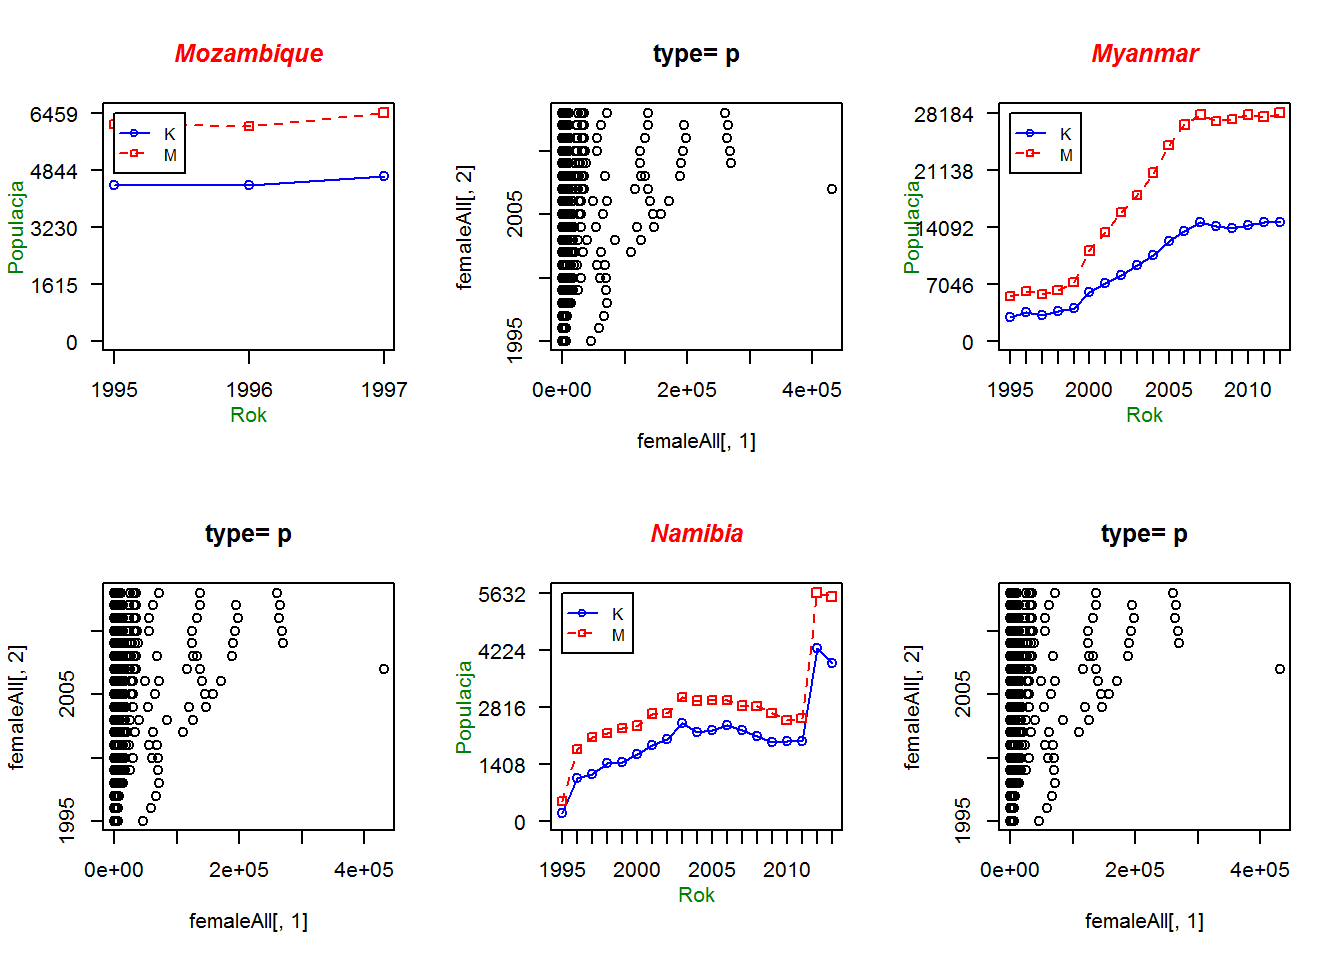 Mozambique
6459
4844
3230
1615
0
Populacja
K
M
1995
1996
1997
Rok
type= p
femaleAll[, 2]
2005
1995
0e+00
2e+05
4e+05
femaleAll[, 1]
Myanmar
28184
21138
14092
7046
0
Populacja
K
M
1995
2000
2005
2010
Rok
type= p
femaleAll[, 2]
2005
1995
0e+00
2e+05
4e+05
femaleAll[, 1]
Namibia
5632
4224
2816
1408
0
Populacja
K
M
1995
2000
2010
Rok
type= p
femaleAll[, 2]
2005
1995
0e+00
2e+05
4e+05
femaleAll[, 1]